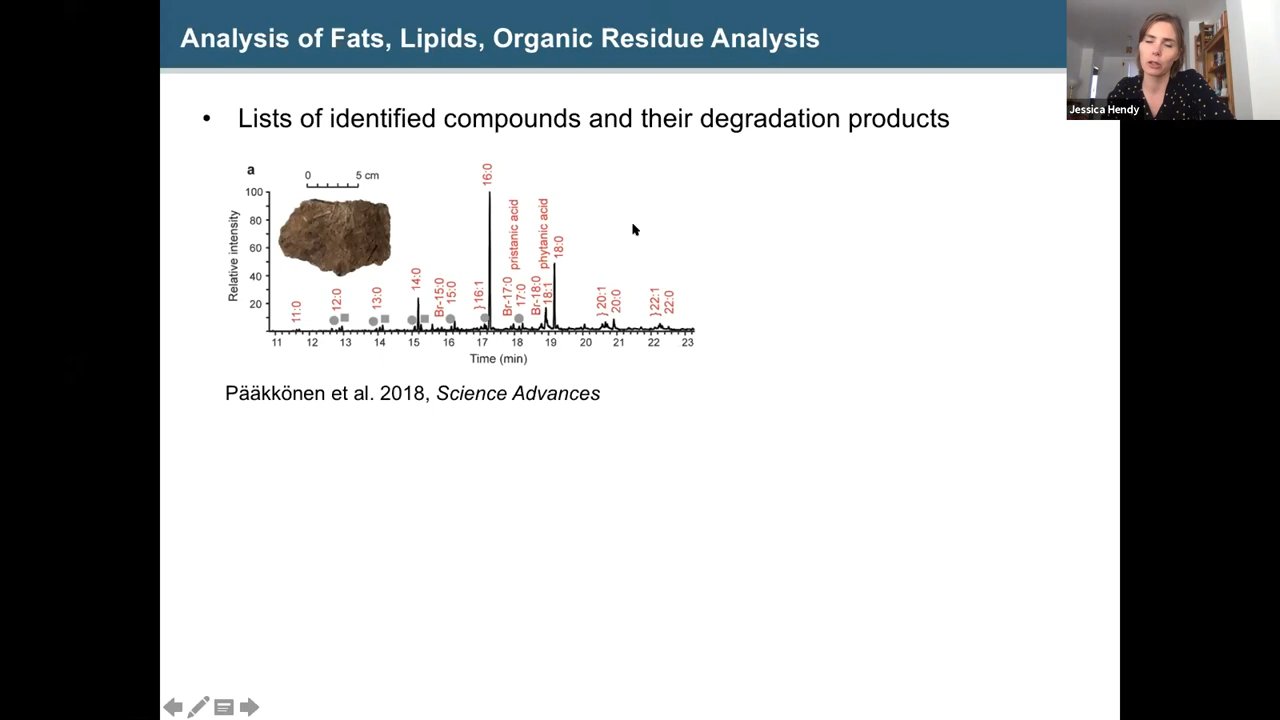 Analysis of Fats, Lipids, Organic Residue Analysis
Jessica Hendy
• Lists of identified compounds and their degradation products
a
0 5 cm
Relative intensity
100
80
60
40
20
11:0
12:0
13:0
14:0
Br-15:0
15:0
}16:1
16:0
Br-17:0
pristanic acid
17:0
Br-18:0
phytanic acid
18:1
18:0
}20:1
20:0
}22:1
22:0
11 12 13 14 15 16 17 18 19 20 21 22 23
Time (min)
Pääkkönen et al. 2018, Science Advances